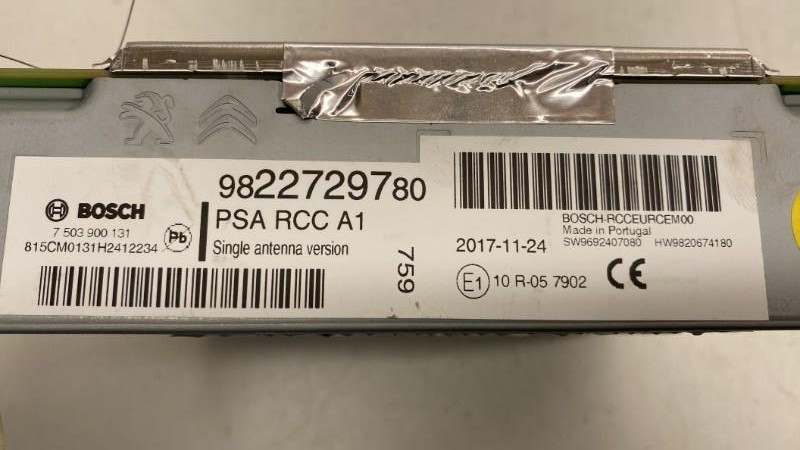 BOSCH
7 503 900 131
815CM0131H2412234
Pb
9822729780
PSA RCC A1
Single antenna version
759
BOSCH-RCCEURCEM00
Made in Portugal
2017-11-24
SW9692407080 HW9820674180
E1 10 R-05 7902
CE